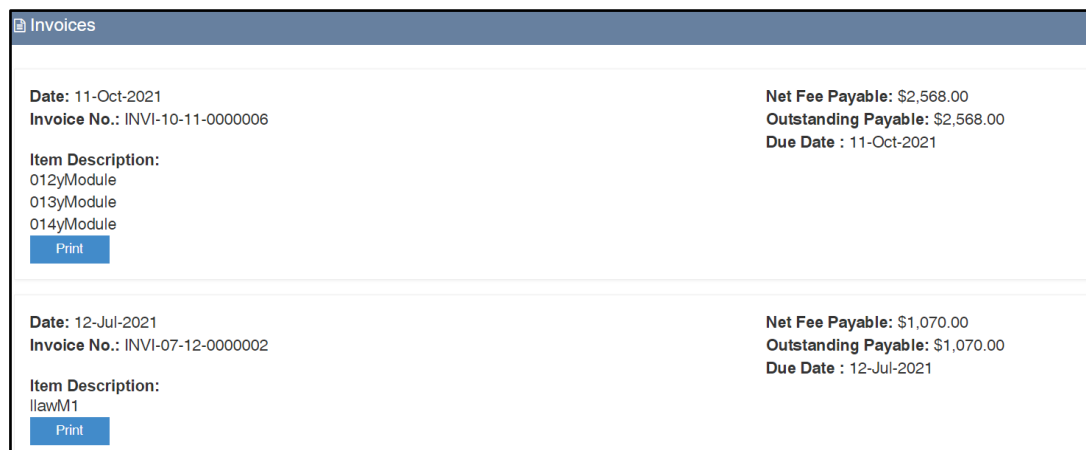 Invoices
Date: 11-Oct-2021
Invoice No.: INVI-10-11-0000006
Net Fee Payable: $2,568.00
Outstanding Payable: $2,568.00
Due Date : 11-Oct-2021
Item Description:
012yModule
013yModule
014yModule
Print
Date: 12-Jul-2021
Invoice No.: INVI-07-12-0000002
Net Fee Payable: $1,070.00
Outstanding Payable: $1,070.00
Due Date : 12-Jul-2021
Item Description:
llawM1
Print